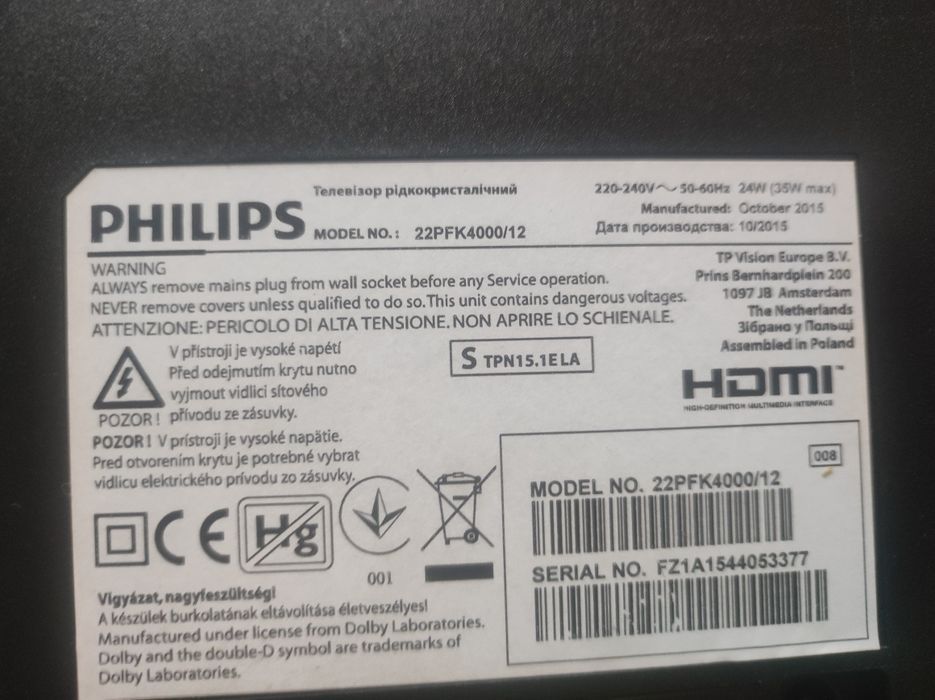 Телевізор рідкокристалічний
PHILIPS MODEL NO.: 22PFK4000/12
220-240V~ 50-60Hz 24W (35W max)
Manufactured: October 2015
Дата производства: 10/2015
WARNING
ALWAYS remove mains plug from wall socket before any Service operation.
NEVER remove covers unless qualified to do so. This unit contains dangerous voltages.
ATTENZIONE: PERICOLO DI ALTA TENSIONE. NON APRIRE LO SCHIENALE.
TP Vision Europe B.V.
Prins Bernhardplein 200
1097 JB Amsterdam
The Netherlands
Зібрано у Польщі
Assembled in Poland
V přístroji je vysoké napětí
Před odejmutím krytu nutno
vyjmout vidlici síťového
POZOR! přívodu ze zásuvky.
S TPN15.1E LA
HDMI™
HIGH-DEFINITION MULTIMEDIA INTERFACE
POZOR! V prístroji je vysoké napätie.
Pred otvorením krytu je potrebné vybrat
vidlicu elektrického prívodu zo zásuvky.
CE
Hg
001
008
MODEL NO. 22PFK4000/12
SERIAL NO. FZ1A1544053377
Vigyázat, nagyfeszültség!
A készülék burkolatának eltávolítása életveszélyes!
Manufactured under license from Dolby Laboratories.
Dolby and the double-D symbol are trademarks of
Dolby Laboratories.